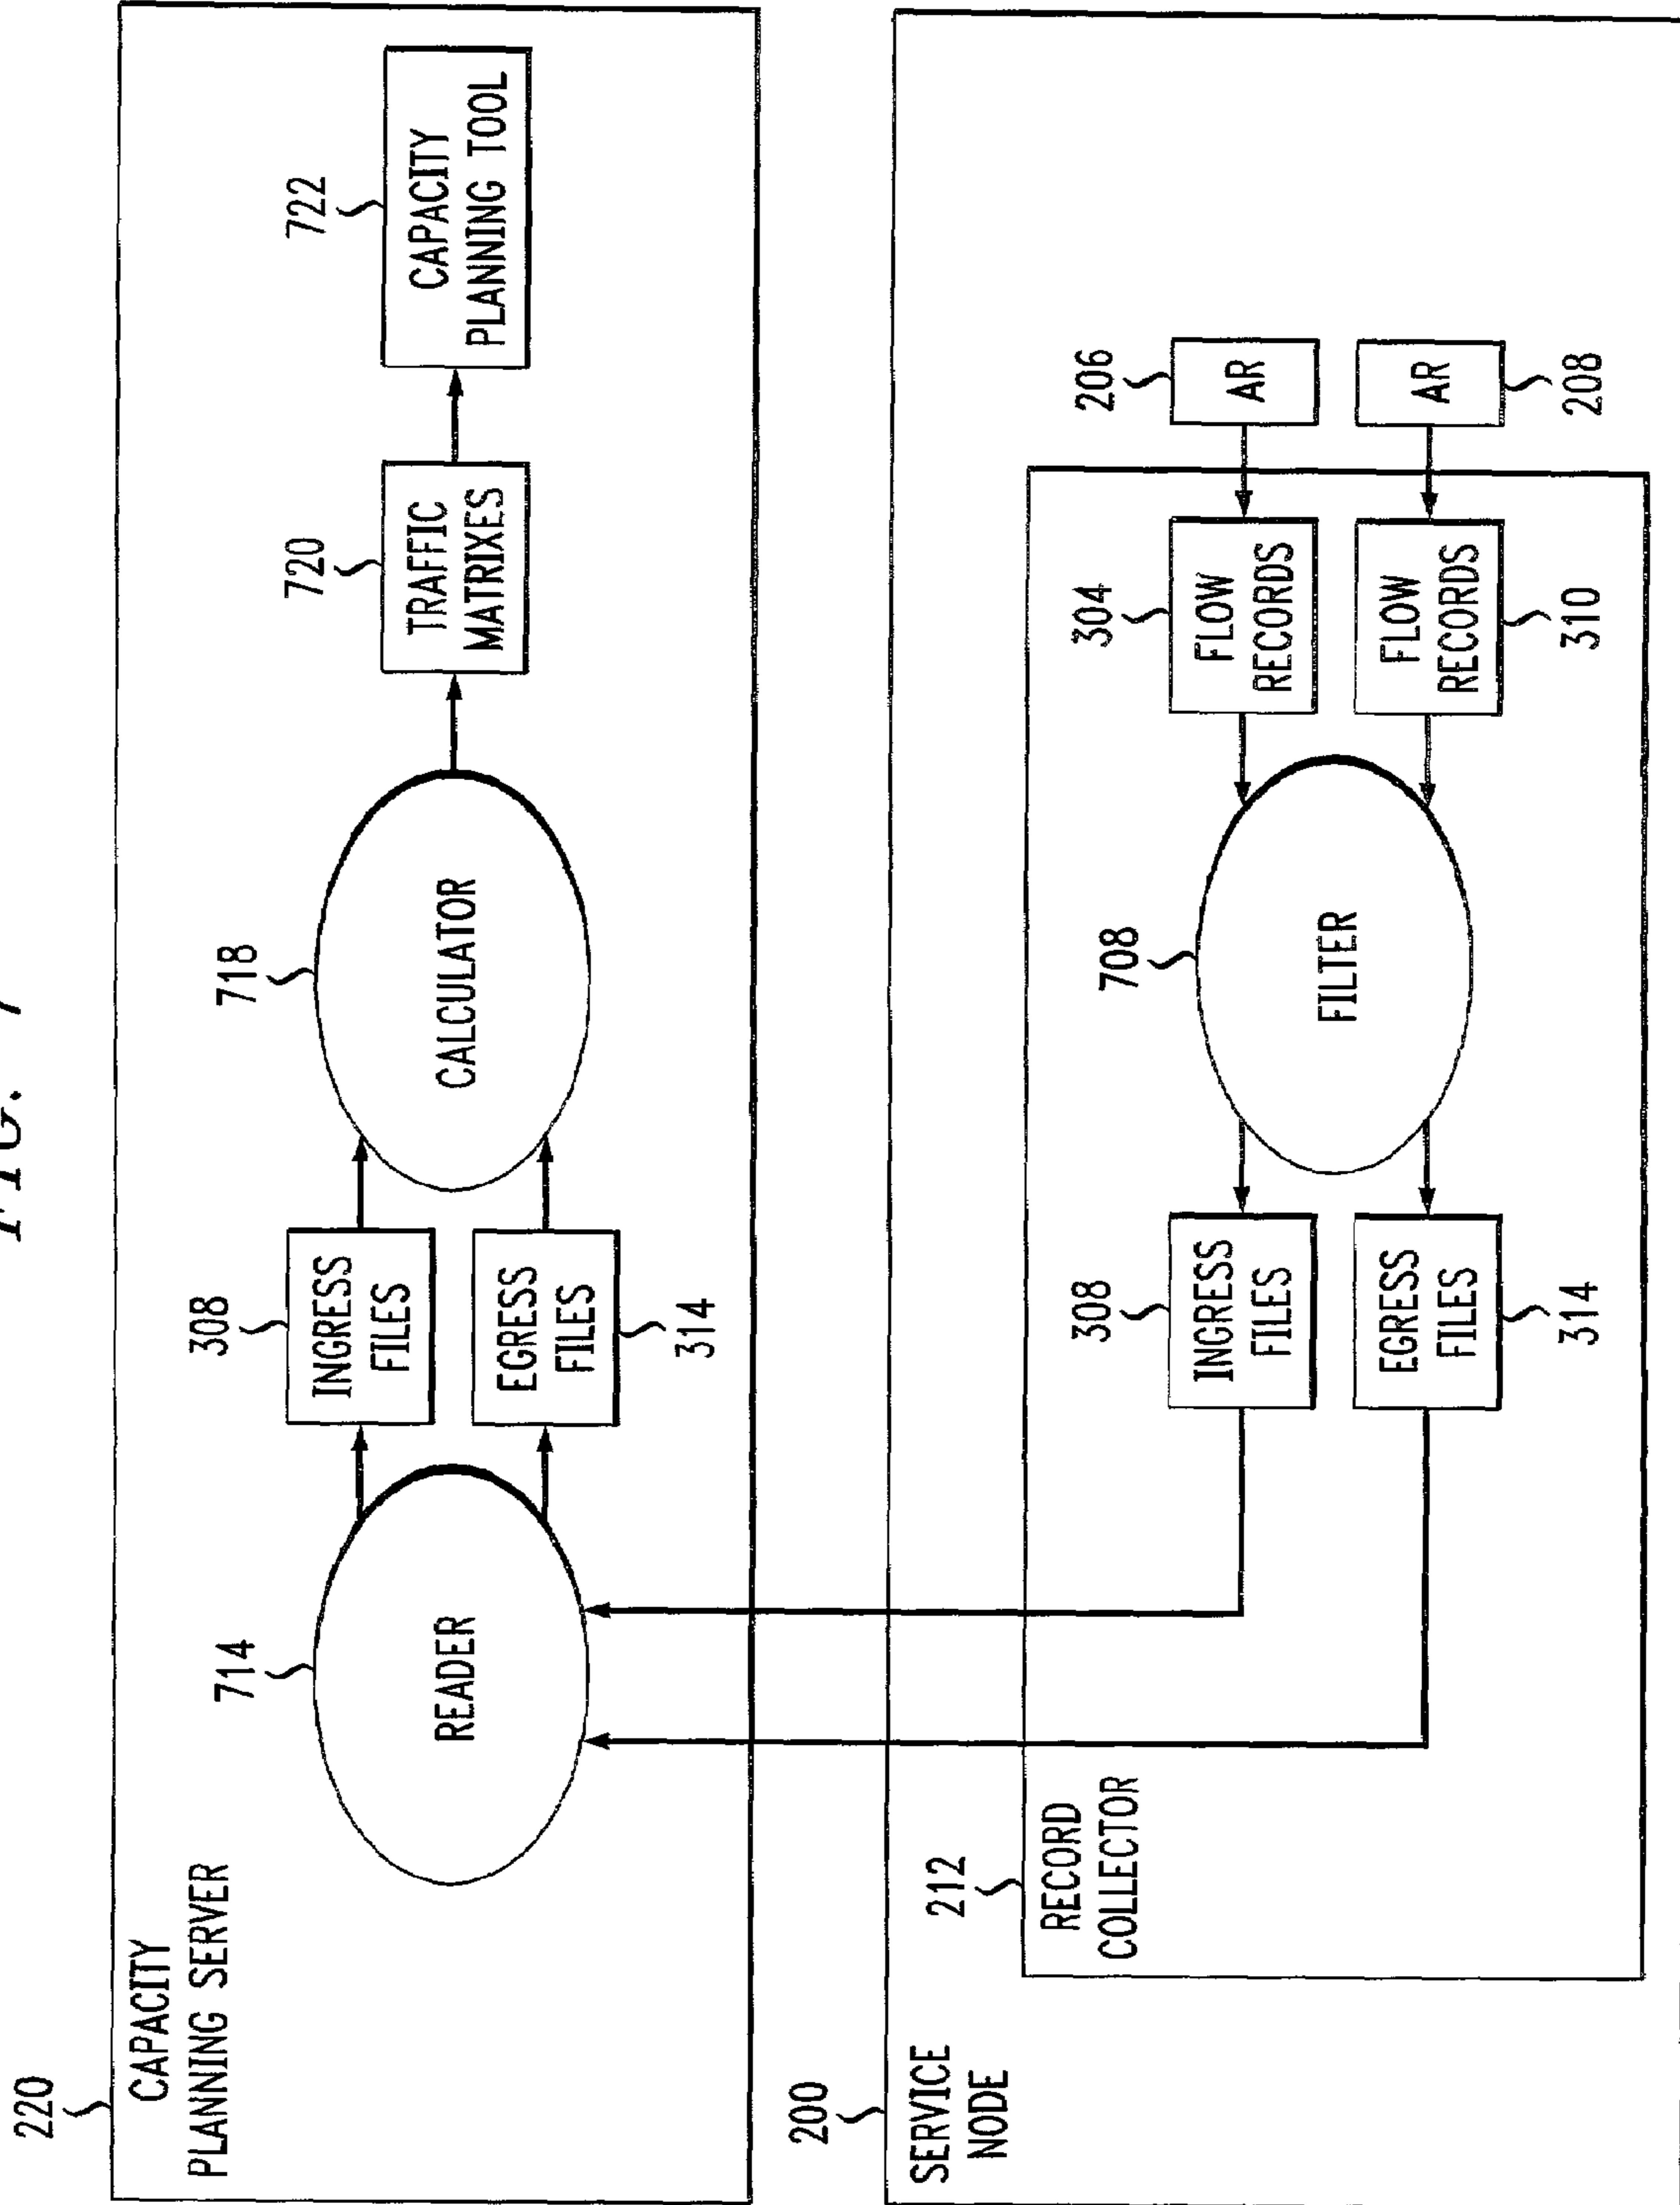 FIG. 7
220
CAPACITY
PLANNING SERVER
714
READER
308
INGRESS
FILES
EGRESS
FILES
314
718
CALCULATOR
720
TRAFFIC
MATRIXES
722
CAPACITY
PLANNING TOOL
200
SERVICE
NODE
212
RECORD
COLLECTOR
308
INGRESS
FILES
EGRESS
FILES
314
708
FILTER
304
FLOW
RECORDS
FLOW
RECORDS
310
206
AR
AR
208